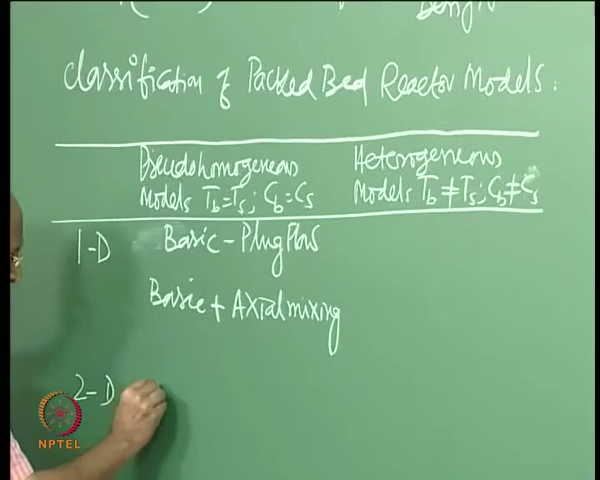 Classification of Packed Bed Reactor Models:
Pseudohomogeneous Heterogeneous
Models Tb=Ts; Cb=Cs Models Tb≠Ts; Cb≠Cs
1-D Basic - Plug Flow
Basic + Axial mixing
2-D
NPTEL